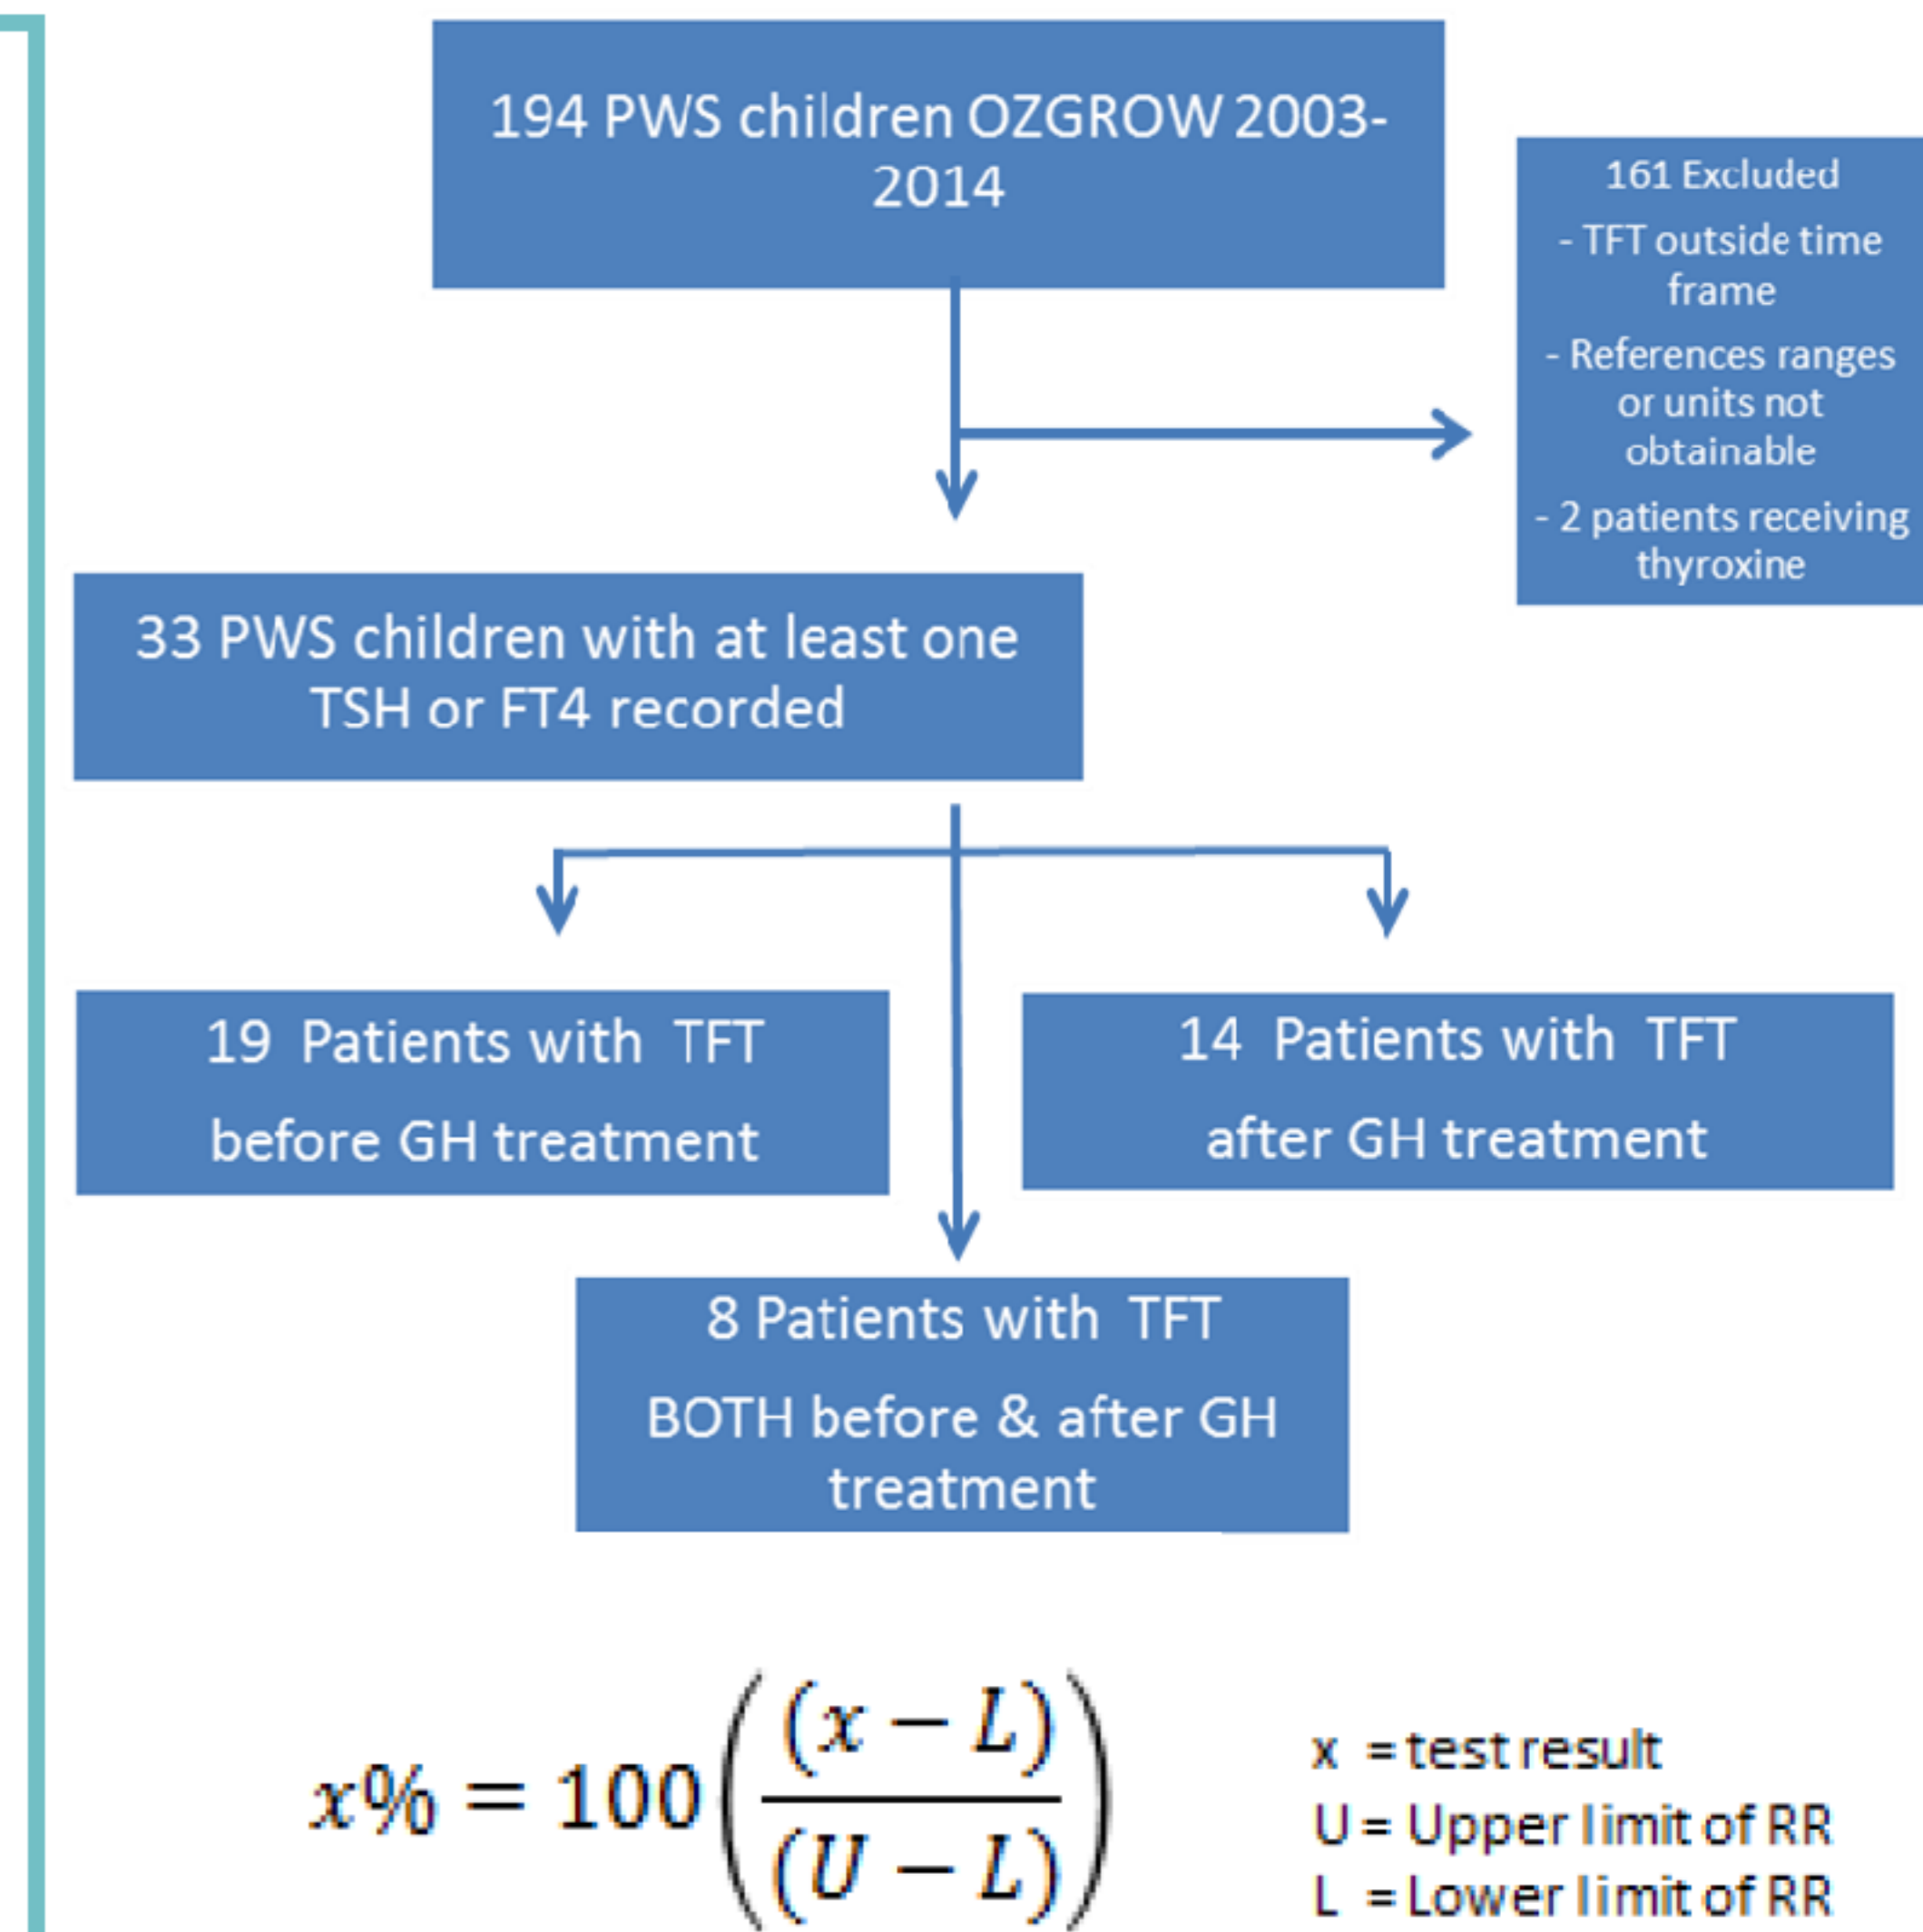 194 PWS children OZGROW 2003-
2014
161 Excluded
- TFT outside time
frame
- References ranges
or units not
obtainable
- 2 patients receiving
thyroxine
33 PWS children with at least one
TSH or FT4 recorded
19 Patients with TFT
before GH treatment
14 Patients with TFT
after GH treatment
8 Patients with TFT
BOTH before & after GH
treatment
x% = 100((x − L)/(U − L))
x = test result
U = Upper limit of RR
L = Lower limit of RR